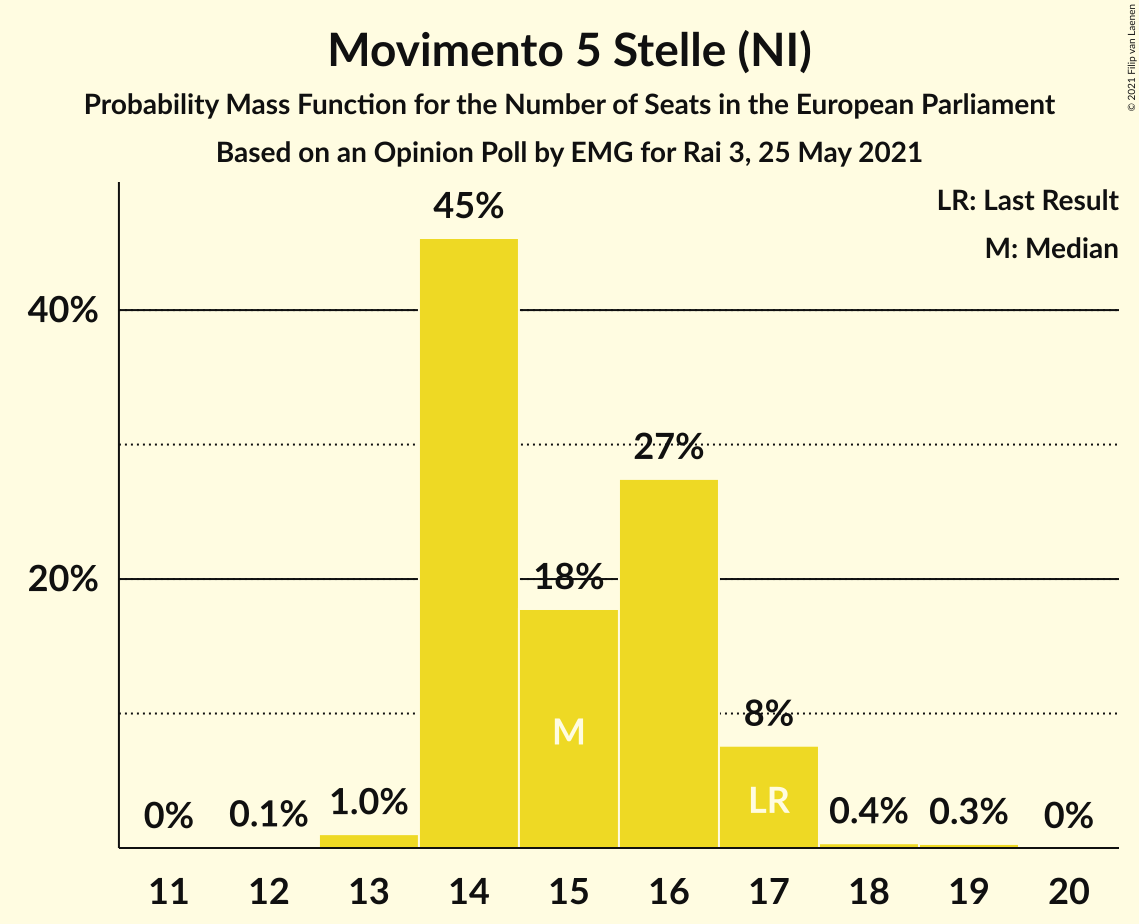 Movimento 5 Stelle (NI)
Probability Mass Function for the Number of Seats in the European Parliament
Based on an Opinion Poll by EMG for Rai 3, 25 May 2021
© 2021 Filip van Laenen
LR: Last Result
M: Median
45%
40%
27%
20%
18%
M
8%
LR
0%
0.1%
1.0%
0.4%
0.3%
0%
11 12 13 14 15 16 17 18 19 20